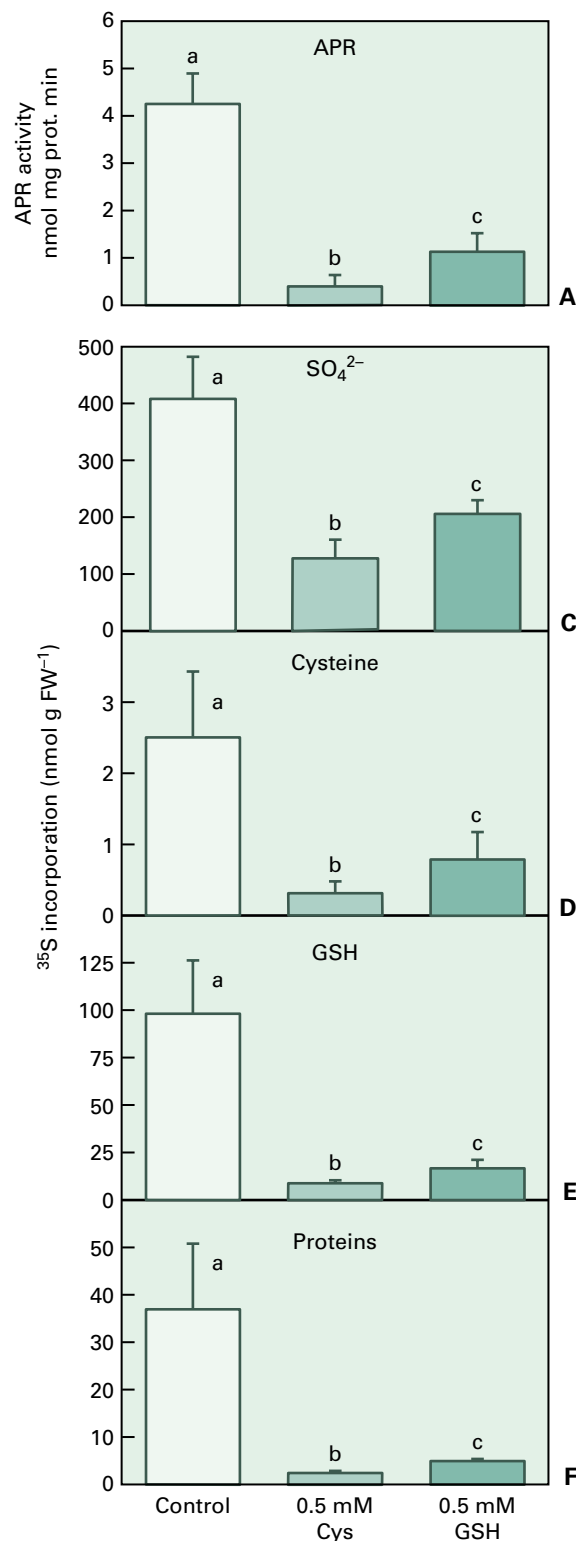 APR activity
nmol mg prot. min
6
5
4
3
2
1
0
APR
a
b
c
A
³⁵S incorporation (nmol g FW⁻¹)
500
400
300
200
100
0
SO₄²⁻
a
b
c
C
3
2
1
0
Cysteine
a
b
c
D
125
100
75
50
25
0
GSH
a
b
c
E
50
40
30
20
10
0
Proteins
a
b
c
F
Control
0.5 mM
Cys
0.5 mM
GSH